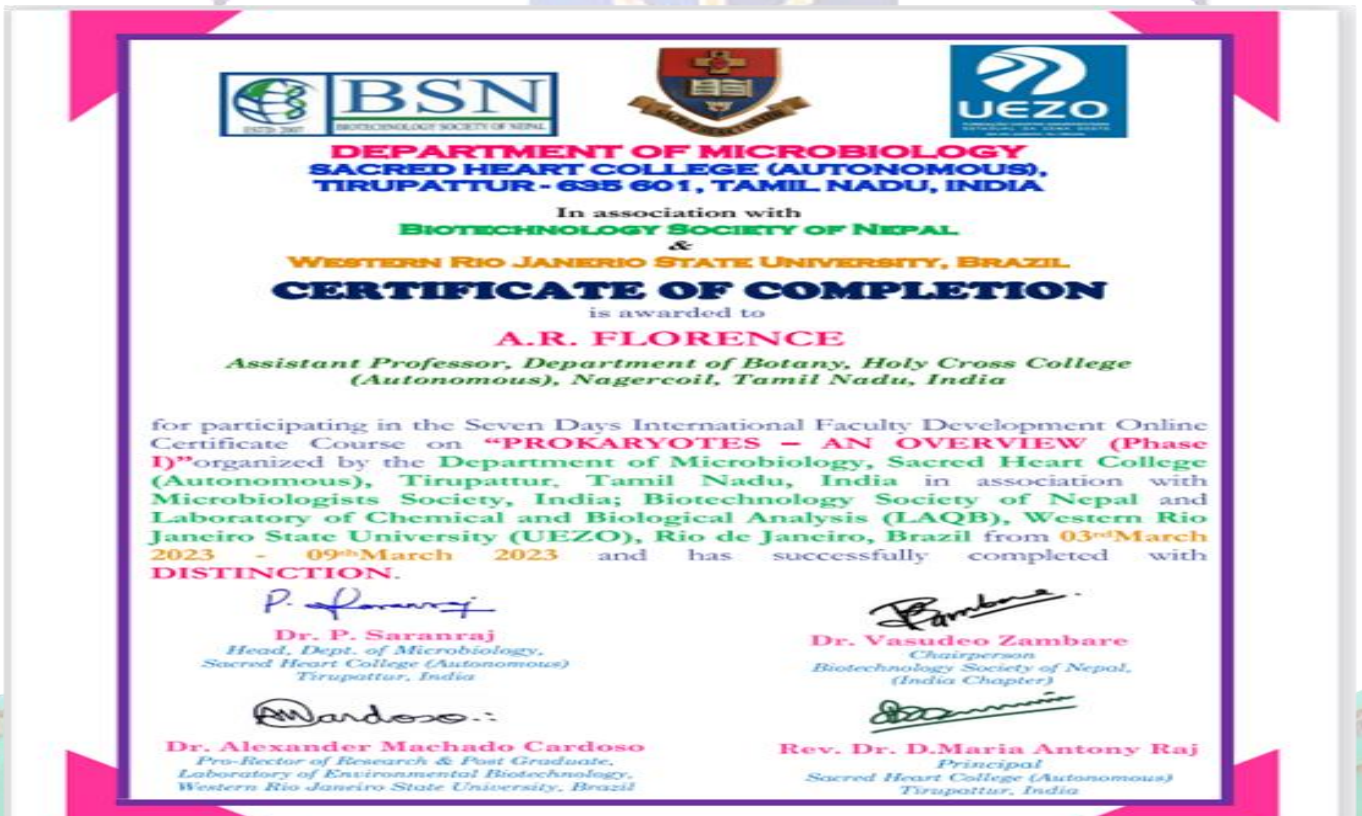 BSN
ESTD: 2007
BIOTECHNOLOGY SOCIETY OF NEPAL
UEZO
DEPARTMENT OF MICROBIOLOGY
SACRED HEART COLLEGE (AUTONOMOUS),
TIRUPATTUR - 635 601, TAMIL NADU, INDIA
In association with
BIOTECHNOLOGY SOCIETY OF NEPAL
&
WESTERN RIO JANERIO STATE UNIVERSITY, BRAZIL
CERTIFICATE OF COMPLETION
is awarded to
A.R. FLORENCE
Assistant Professor, Department of Botany, Holy Cross College
(Autonomous), Nagercoil, Tamil Nadu, India
for participating in the Seven Days International Faculty Development Online
Certificate Course on “PROKARYOTES – AN OVERVIEW (Phase
I)”organized by the Department of Microbiology, Sacred Heart College
(Autonomous), Tirupattur, Tamil Nadu, India in association with
Microbiologists Society, India; Biotechnology Society of Nepal and
Laboratory of Chemical and Biological Analysis (LAQB), Western Rio
Janeiro State University (UEZO), Rio de Janeiro, Brazil from 03rdMarch
2023 - 09thMarch 2023 and has successfully completed with
DISTINCTION.
Dr. P. Saranraj
Head, Dept. of Microbiology,
Sacred Heart College (Autonomous)
Tirupattur, India
Dr. Vasudeo Zambare
Chairperson
Biotechnology Society of Nepal,
(India Chapter)
Dr. Alexander Machado Cardoso
Pro-Rector of Research & Post Graduate,
Laboratory of Environmental Biotechnology,
Western Rio Janeiro State University, Brazil
Rev. Dr. D.Maria Antony Raj
Principal
Sacred Heart College (Autonomous)
Tirupattur, India